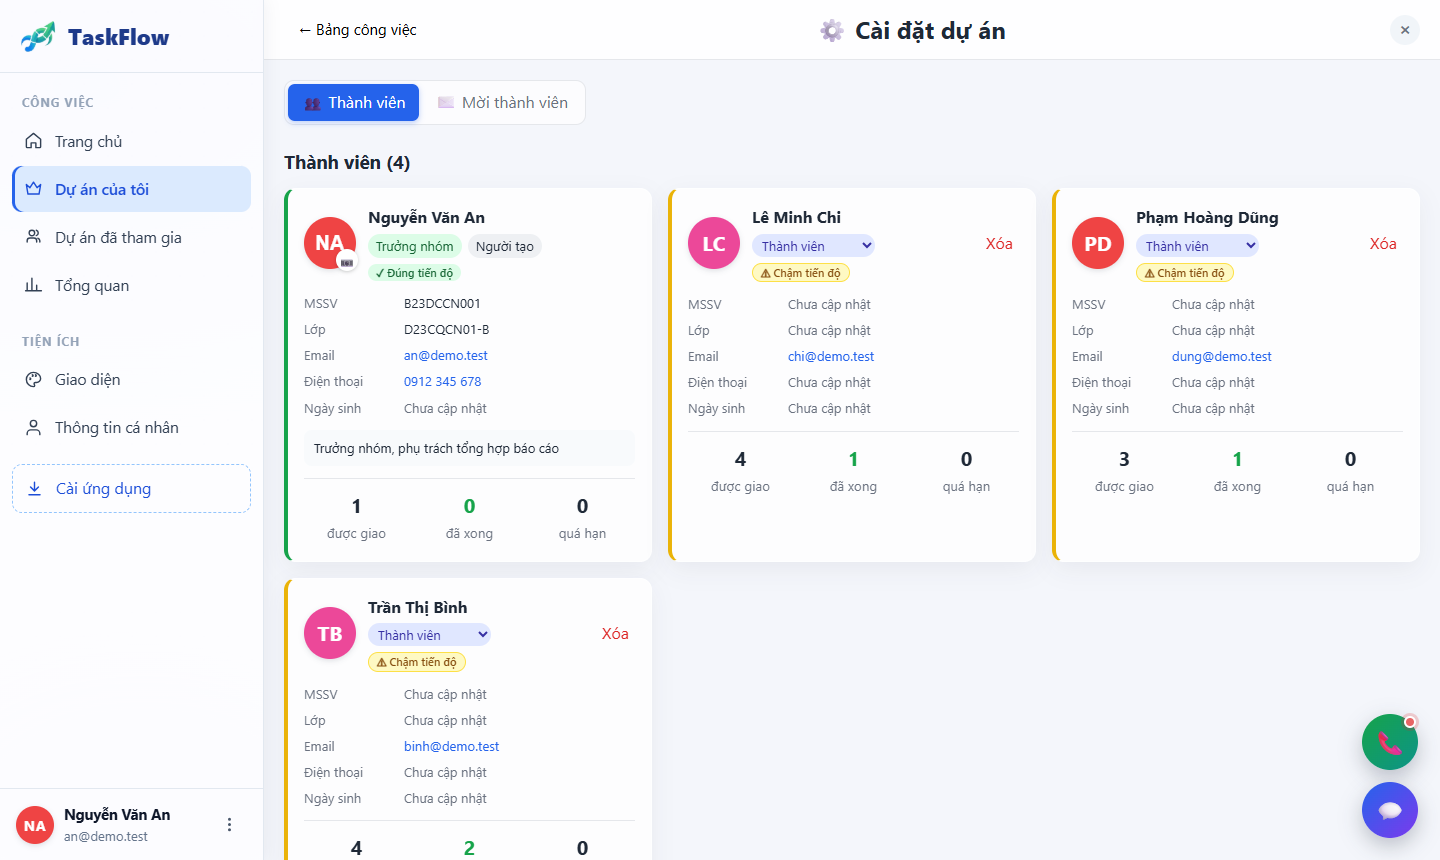 TaskFlow
CÔNG VIỆC
Trang chủ
Dự án của tôi
Dự án đã tham gia
Tổng quan
TIỆN ÍCH
Giao diện
Thông tin cá nhân
Cài ứng dụng
NA
Nguyễn Văn An
an@demo.test
← Bảng công việc
Cài đặt dự án
×
Thành viên
Mời thành viên
Thành viên (4)
NA
Nguyễn Văn An
Trưởng nhóm
Người tạo
✓ Đúng tiến độ
MSSV B23DCCN001
Lớp D23CQCN01-B
Email an@demo.test
Điện thoại 0912 345 678
Ngày sinh Chưa cập nhật
Trưởng nhóm, phụ trách tổng hợp báo cáo
1 0 0
được giao đã xong quá hạn
LC
Lê Minh Chi
Thành viên
Xóa
⚠ Chậm tiến độ
MSSV Chưa cập nhật
Lớp Chưa cập nhật
Email chi@demo.test
Điện thoại Chưa cập nhật
Ngày sinh Chưa cập nhật
4 1 0
được giao đã xong quá hạn
PD
Phạm Hoàng Dũng
Thành viên
Xóa
⚠ Chậm tiến độ
MSSV Chưa cập nhật
Lớp Chưa cập nhật
Email dung@demo.test
Điện thoại Chưa cập nhật
Ngày sinh Chưa cập nhật
3 1 0
được giao đã xong quá hạn
TB
Trần Thị Bình
Thành viên
Xóa
⚠ Chậm tiến độ
MSSV Chưa cập nhật
Lớp Chưa cập nhật
Email binh@demo.test
Điện thoại Chưa cập nhật
Ngày sinh Chưa cập nhật
4 2 0